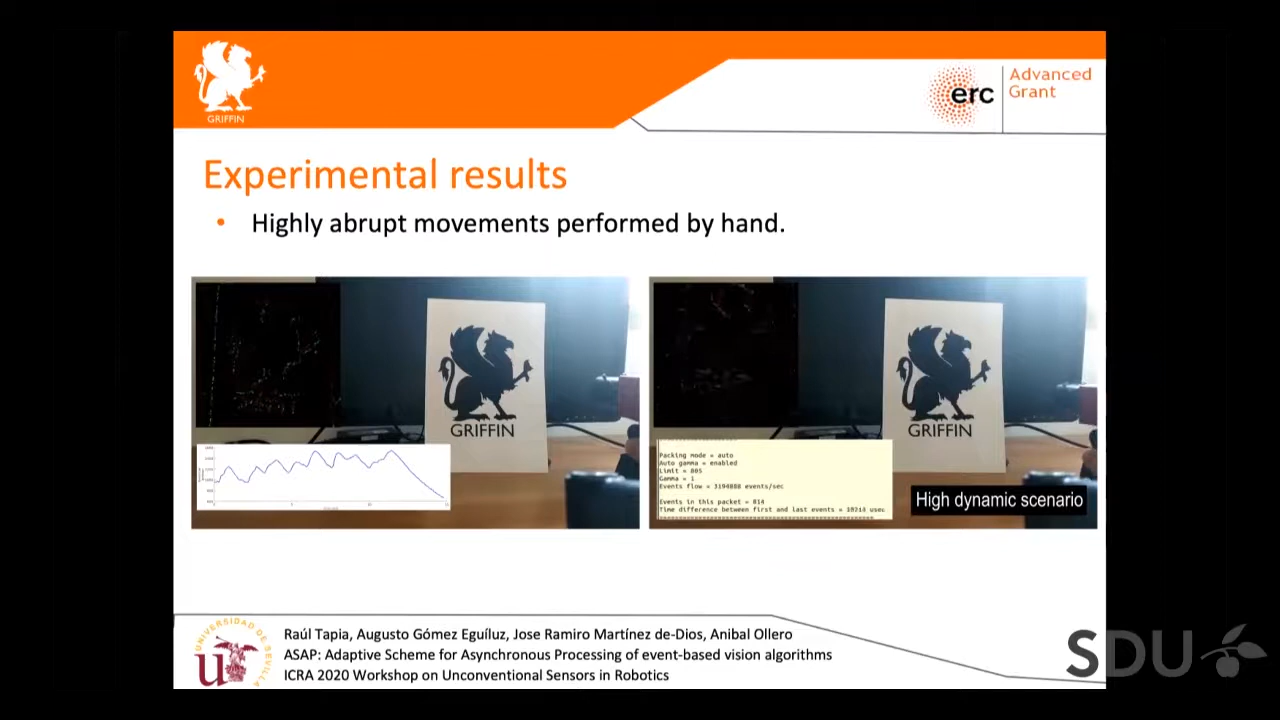 GRIFFIN
erc
Advanced
Grant
Experimental results
• Highly abrupt movements performed by hand.
GRIFFIN
GRIFFIN
Packing mode = auto
Auto gamma = enabled
Limit = 805
Gamma = 1
Events flow = 3194888 events/sec
Events in this packet = 814
Time difference between first and last events = usec
High dynamic scenario
UNIVERSIDAD DE SEVILLA
Raúl Tapia, Augusto Gómez Eguíluz, Jose Ramiro Martínez de-Dios, Anibal Ollero
ASAP: Adaptive Scheme for Asynchronous Processing of event-based vision algorithms
ICRA 2020 Workshop on Unconventional Sensors in Robotics
SDU